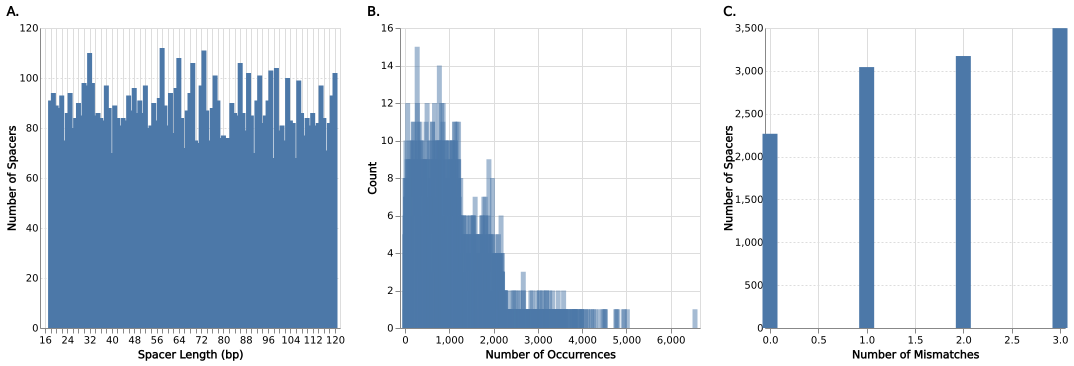 A.
120
100
80
60
40
20
0
Number of Spacers
16 24 32 40 48 56 64 72 80 88 96 104 112 120
Spacer Length (bp)
B.
16
14
12
10
8
6
4
2
0
Count
0 1,000 2,000 3,000 4,000 5,000 6,000
Number of Occurrences
C.
3,500
3,000
2,500
2,000
1,500
1,000
500
0
Number of Spacers
0.0 0.5 1.0 1.5 2.0 2.5 3.0
Number of Mismatches